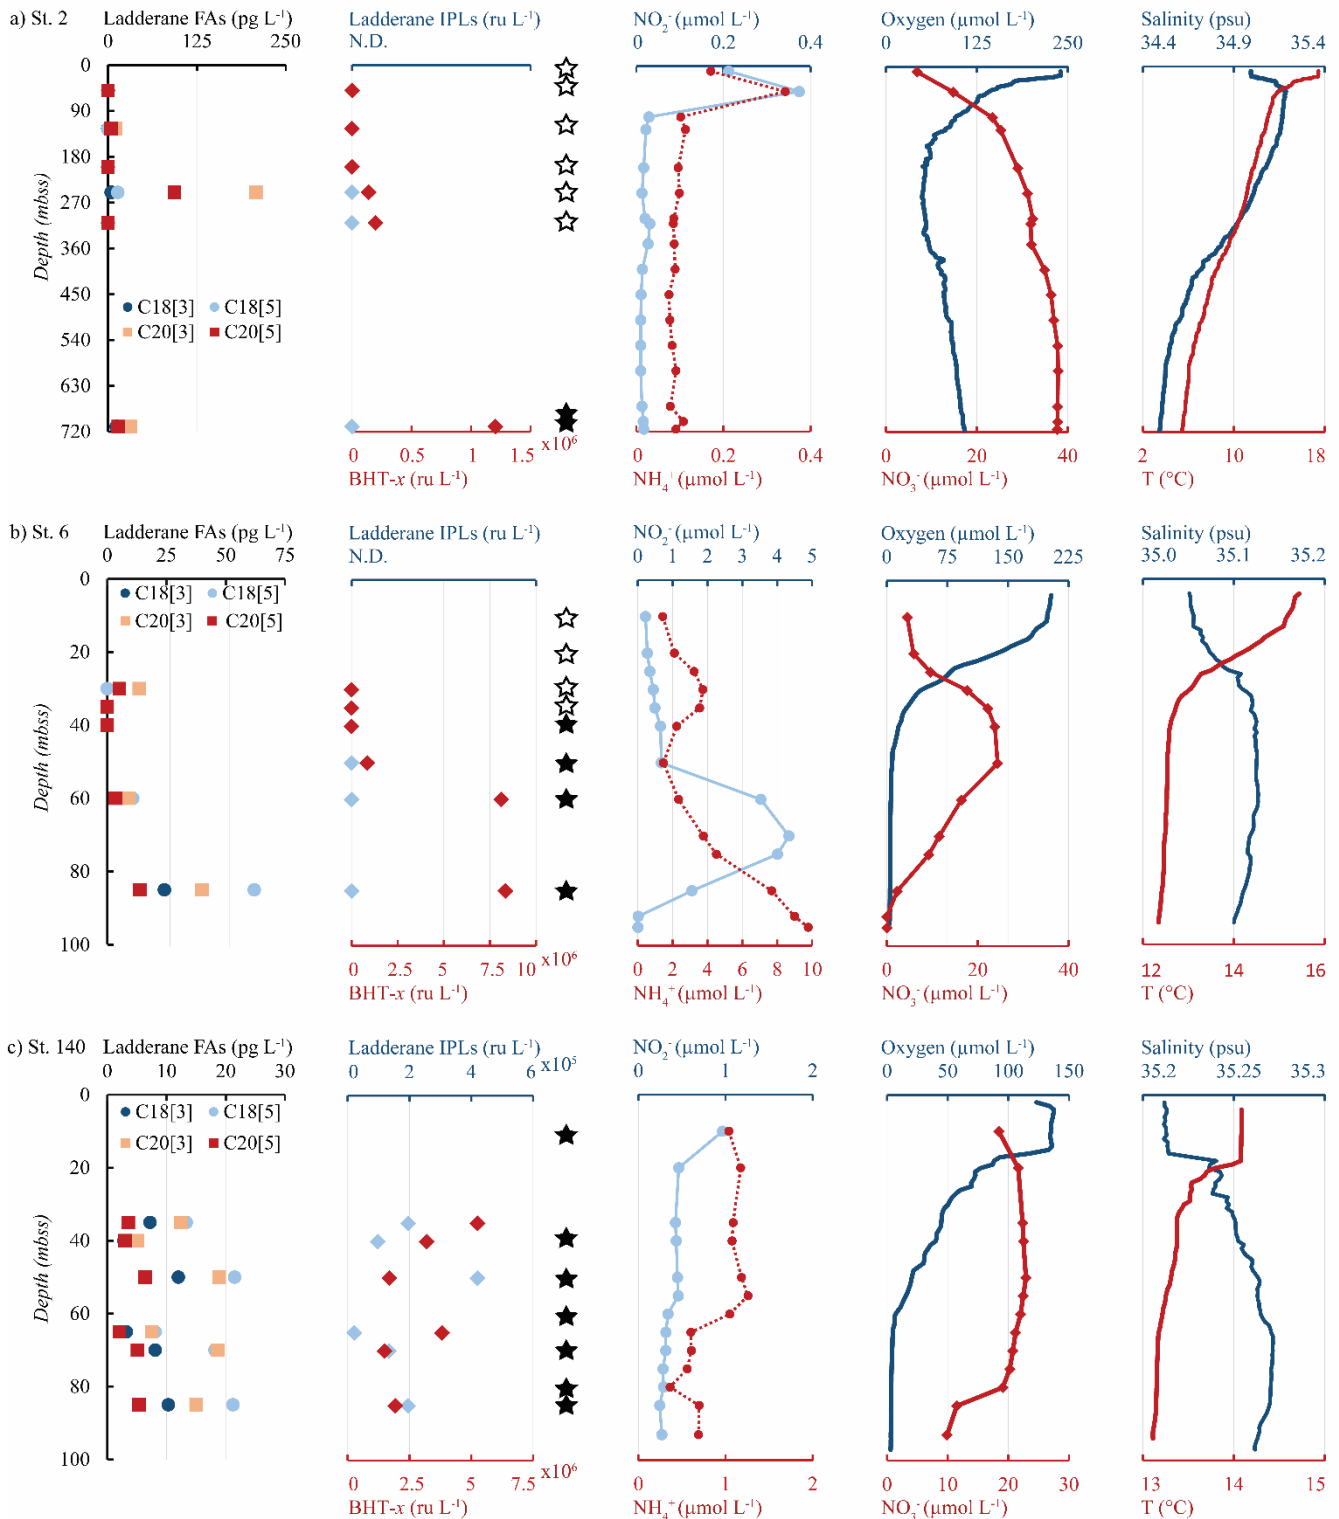 a) St. 2
Ladderane FAs (pg L⁻¹)
0 125 250
Ladderane IPLs (ru L⁻¹)
N.D.
NO₂⁻ (µmol L⁻¹)
0 0.2 0.4
Oxygen (µmol L⁻¹)
0 125 250
Salinity (psu)
34.4 34.9 35.4
0
90
180
270
360
450
540
630
720
Depth (mbss)
C18[3] C18[5]
C20[3] C20[5]
0 0.5 1 1.5 x10⁶
BHT-x (ru L⁻¹)
0 0.2 0.4
NH₄⁺ (µmol L⁻¹)
0 20 40
NO₃⁻ (µmol L⁻¹)
2 10 18
T (°C)
b) St. 6
Ladderane FAs (pg L⁻¹)
0 25 50 75
Ladderane IPLs (ru L⁻¹)
N.D.
NO₂⁻ (µmol L⁻¹)
0 1 2 3 4 5
Oxygen (µmol L⁻¹)
0 75 150 225
Salinity (psu)
35.0 35.1 35.2
0
20
40
60
80
100
Depth (mbss)
C18[3] C18[5]
C20[3] C20[5]
0 2.5 5 7.5 10 x10⁶
BHT-x (ru L⁻¹)
0 2 4 6 8 10
NH₄⁺ (µmol L⁻¹)
0 20 40
NO₃⁻ (µmol L⁻¹)
12 14 16
T (°C)
c) St. 140
Ladderane FAs (pg L⁻¹)
0 10 20 30
Ladderane IPLs (ru L⁻¹)
0 2 4 6 x10⁵
NO₂⁻ (µmol L⁻¹)
0 1 2
Oxygen (µmol L⁻¹)
0 50 100 150
Salinity (psu)
35.2 35.25 35.3
0
20
40
60
80
100
Depth (mbss)
C18[3] C18[5]
C20[3] C20[5]
0 2.5 5 7.5 x10⁶
BHT-x (ru L⁻¹)
0 1 2
NH₄⁺ (µmol L⁻¹)
0 10 20 30
NO₃⁻ (µmol L⁻¹)
13 14 15
T (°C)